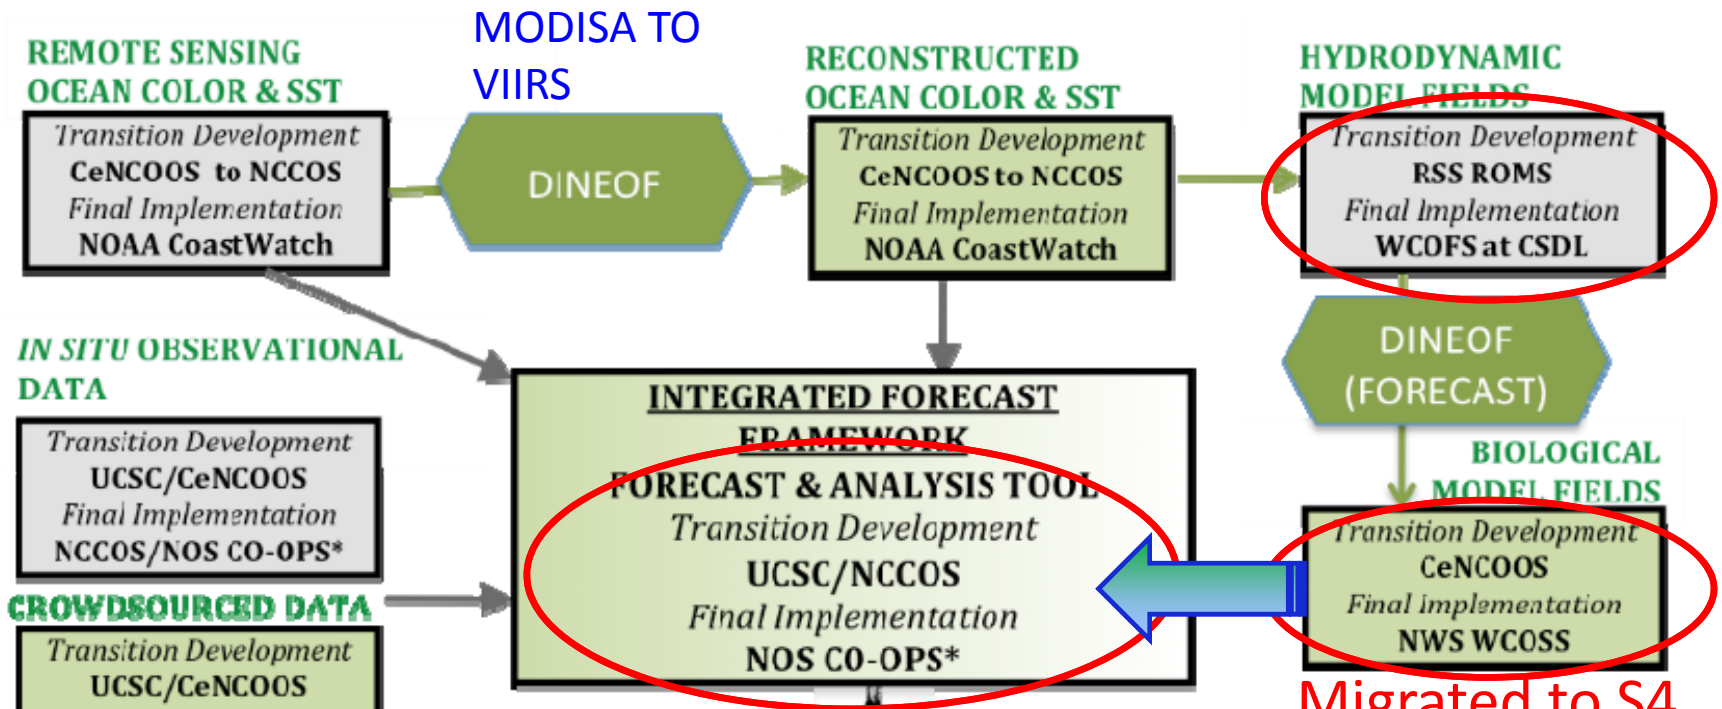 MODISA TO
VIIRS
REMOTE SENSING
OCEAN COLOR & SST
Transition Development
CeNCOOS to NCCOS
Final Implementation
NOAA CoastWatch
DINEOF
RECONSTRUCTED
OCEAN COLOR & SST
Transition Development
CeNCOOS to NCCOS
Final Implementation
NOAA CoastWatch
HYDRODYNAMIC
MODEL FIELDS
Transition Development
RSS ROMS
Final Implementation
WCOFS at CSDL
DINEOF
(FORECAST)
IN SITU OBSERVATIONAL
DATA
Transition Development
UCSC/CeNCOOS
Final Implementation
NCCOS/NOS CO-OPS*
CROWDSOURCED DATA
Transition Development
UCSC/CeNCOOS
INTEGRATED FORECAST
FRAMEWORK
FORECAST & ANALYSIS TOOL
Transition Development
UCSC/NCCOS
Final Implementation
NOS CO-OPS*
BIOLOGICAL
MODEL FIELDS
Transition Development
CeNCOOS
Final Implementation
NWS WCOSS
Migrated to S4